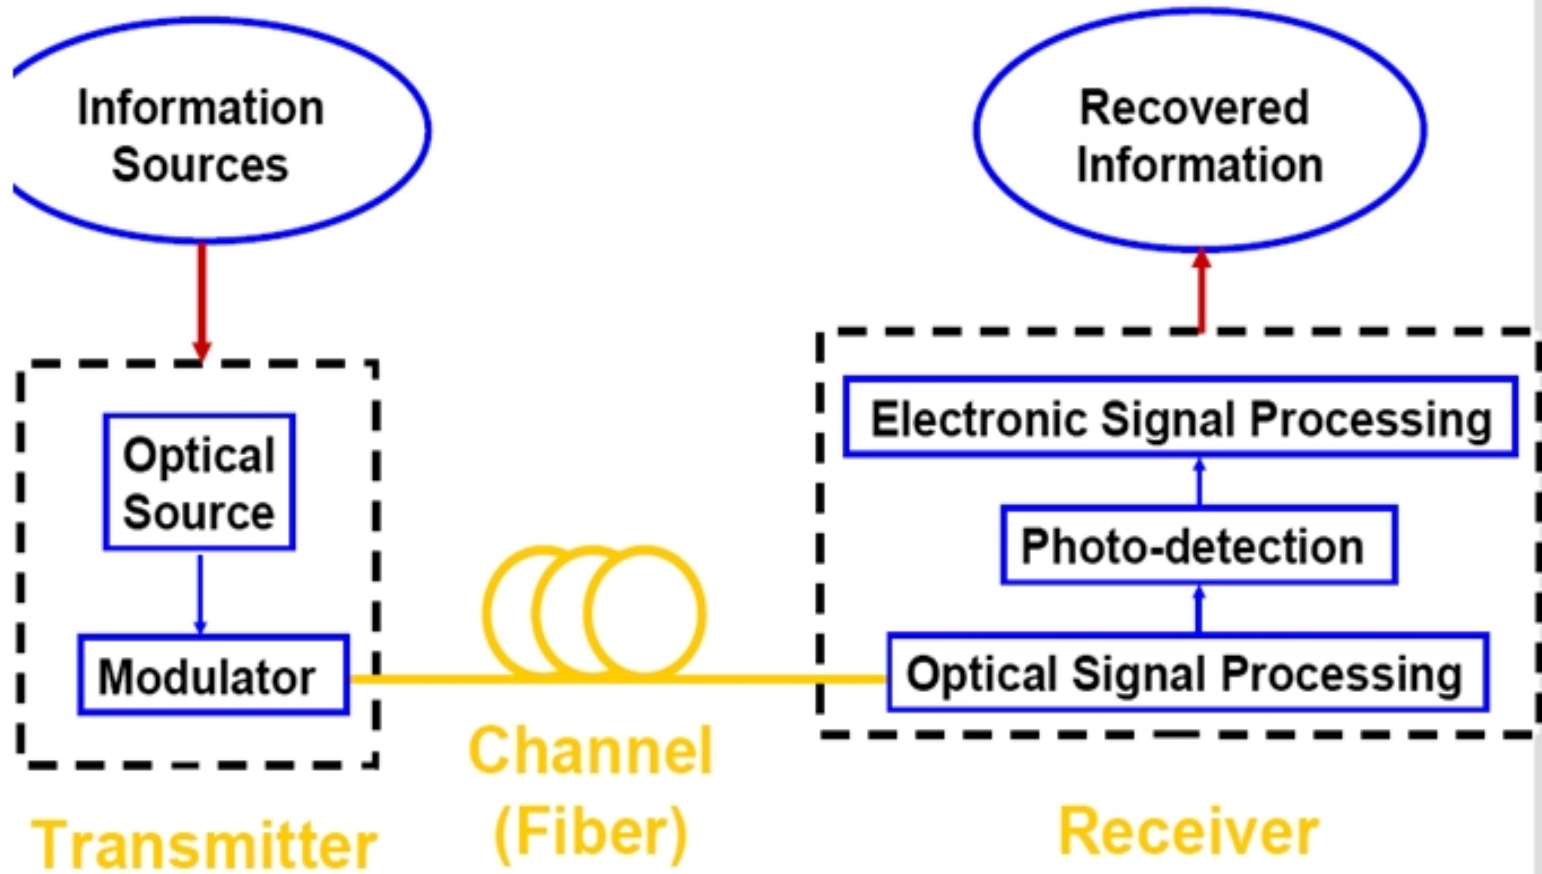 Information
Sources
Recovered
Information
Optical
Source
Modulator
Electronic Signal Processing
Photo-detection
Optical Signal Processing
Channel
(Fiber)
Transmitter
Receiver